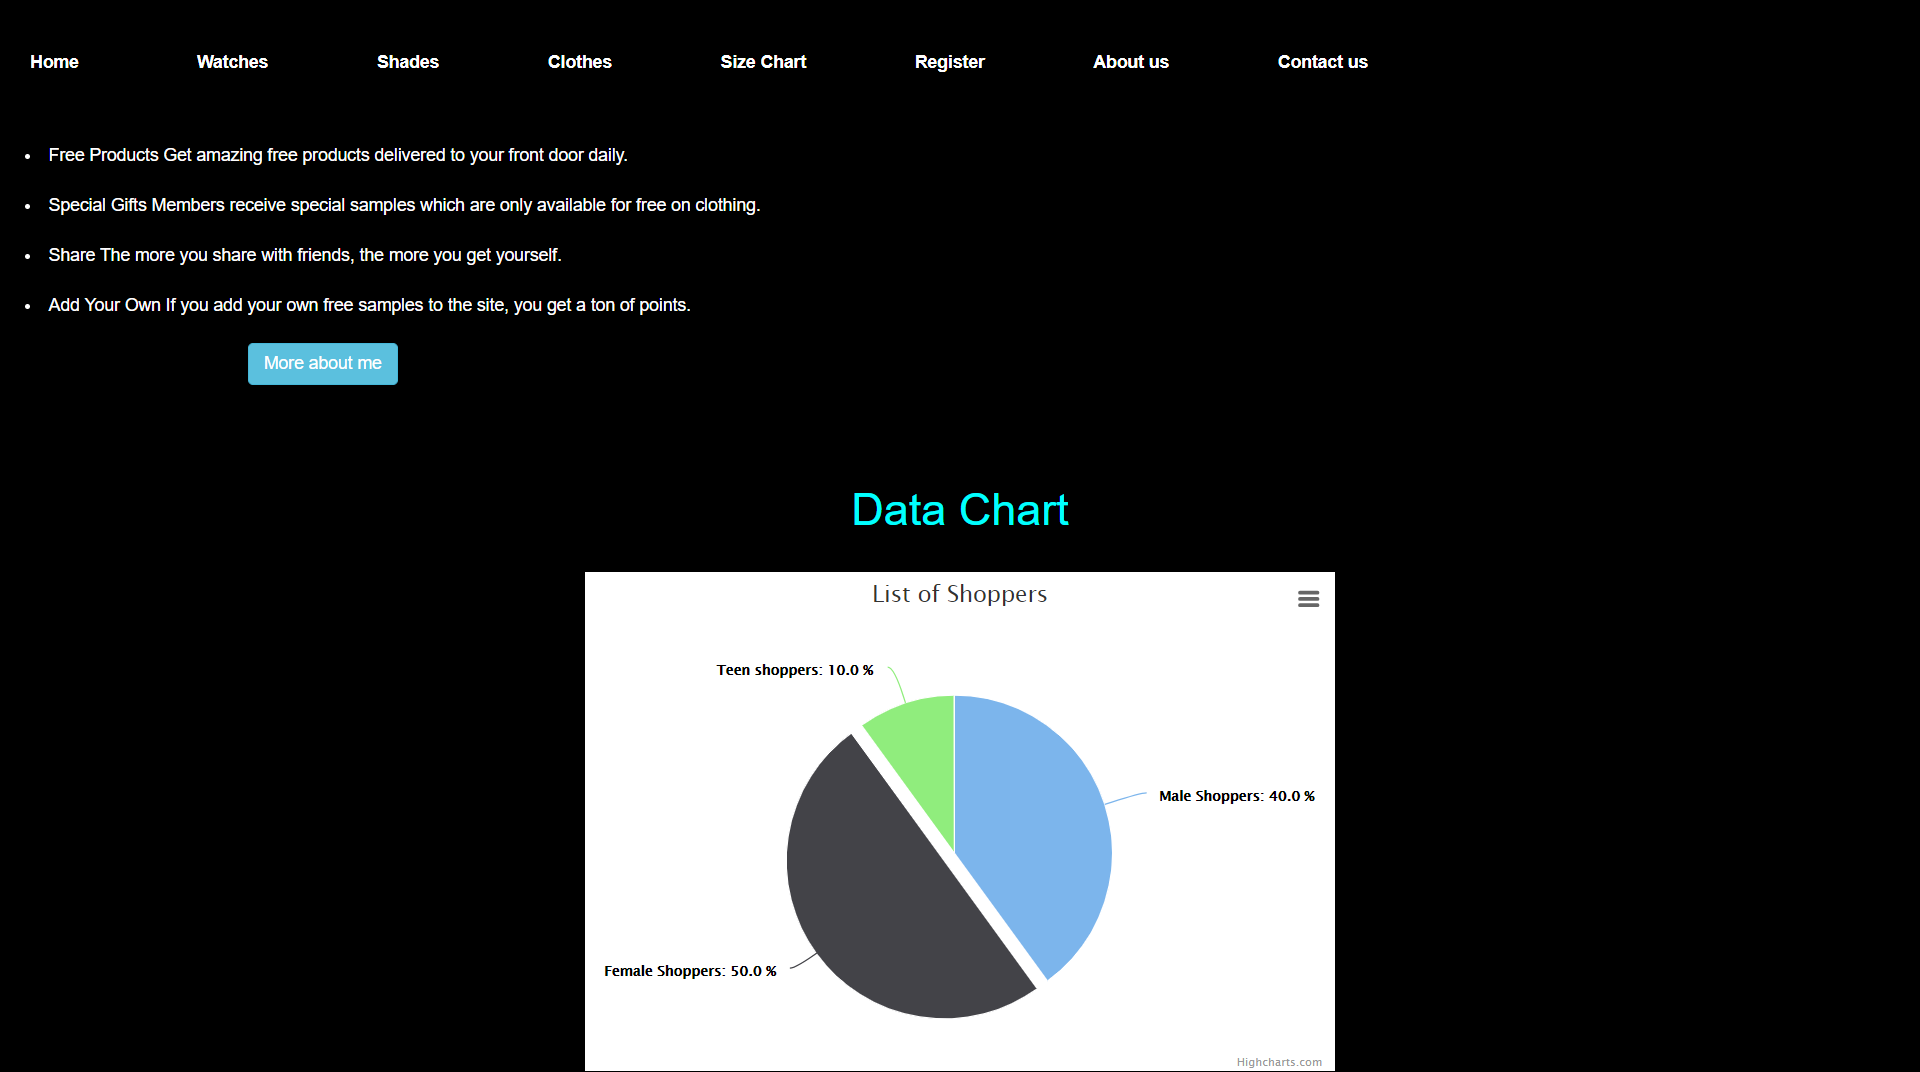 Home Watches Shades Clothes Size Chart Register About us Contact us
• Free Products Get amazing free products delivered to your front door daily.
• Special Gifts Members receive special samples which are only available for free on clothing.
• Share The more you share with friends, the more you get yourself.
• Add Your Own If you add your own free samples to the site, you get a ton of points.
More about me
Data Chart
List of Shoppers
Teen shoppers: 10.0 %
Male Shoppers: 40.0 %
Female Shoppers: 50.0 %
Highcharts.com